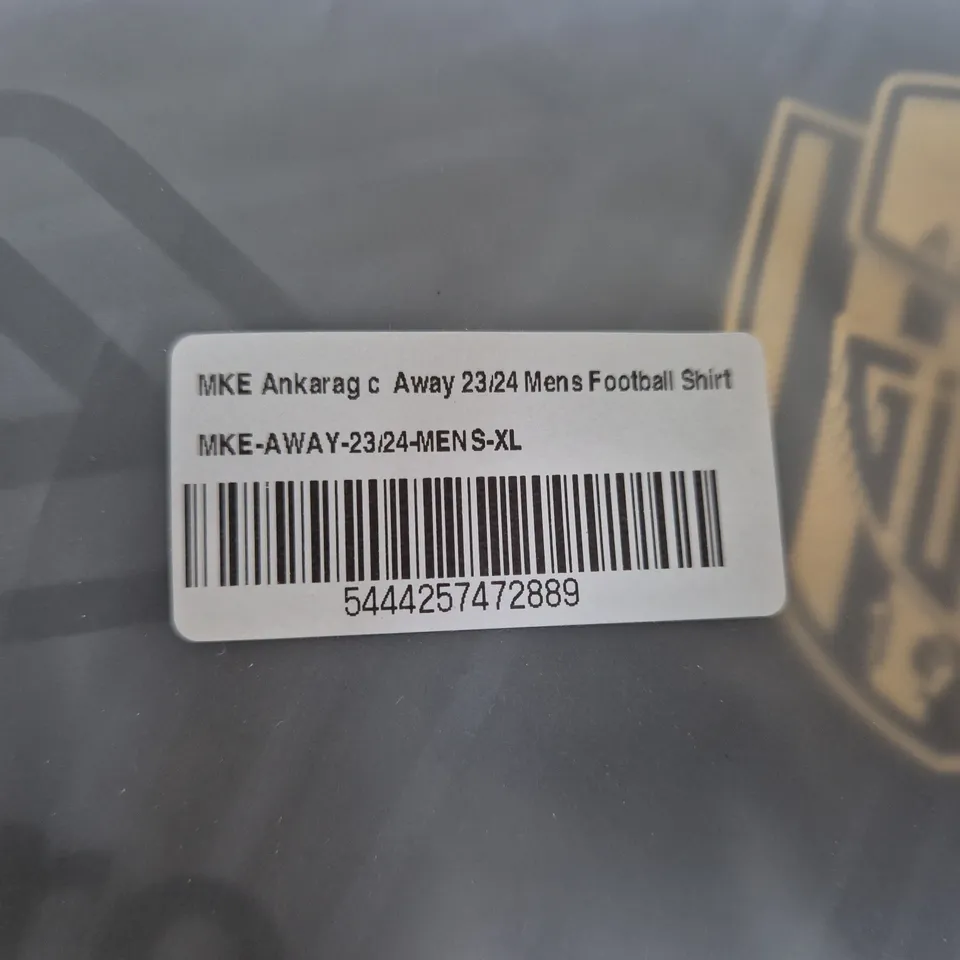 MKE Ankarag c  Away 23/24 Mens Football Shirt
MKE-AWAY-23/24-MENS-XL
5444257472889